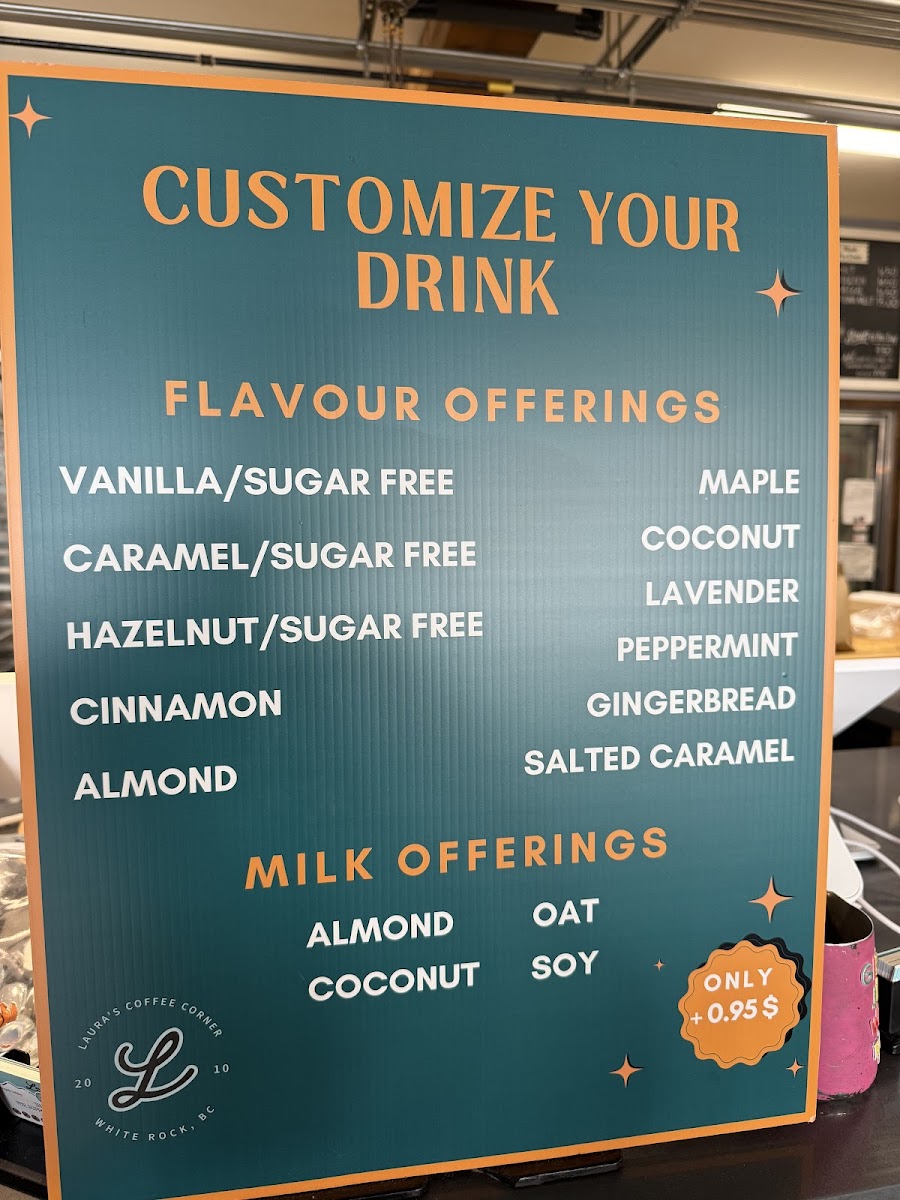 CUSTOMIZE YOUR
DRINK
FLAVOUR OFFERINGS
VANILLA/SUGAR FREE
CARAMEL/SUGAR FREE
HAZELNUT/SUGAR FREE
CINNAMON
ALMOND
MAPLE
COCONUT
LAVENDER
PEPPERMINT
GINGERBREAD
SALTED CARAMEL
MILK OFFERINGS
ALMOND
COCONUT
OAT
SOY
ONLY
+ 0.95 $
LAURA'S COFFEE CORNER
20 L 10
WHITE ROCK, BC